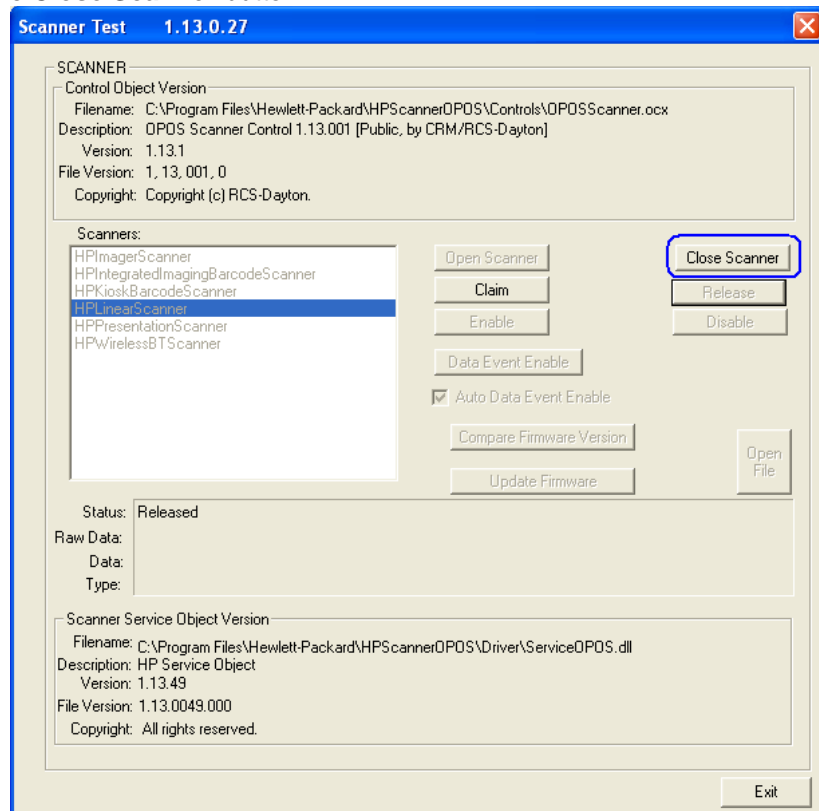 Scanner Test 1.13.0.27
SCANNER
Control Object Version
Filename: C:\Program Files\Hewlett-Packard\HPScannerOPOS\Controls\OPOSScanner.ocx
Description: OPOS Scanner Control 1.13.001 [Public, by CRM/RCS-Dayton]
Version: 1.13.1
File Version: 1, 13, 001, 0
Copyright: Copyright (c) RCS-Dayton.
Scanners:
HPImagerScanner
HPIntegratedImagingBarcodeScanner
HPKioskBarcodeScanner
HPLinearScanner
HPPresentationScanner
HPWirelessBTScanner
Open Scanner Close Scanner
Claim Release
Enable Disable
Data Event Enable
Auto Data Event Enable
Compare Firmware Version
Update Firmware
Open
File
Status: Released
Raw Data:
Data:
Type:
Scanner Service Object Version
Filename: C:\Program Files\Hewlett-Packard\HPScannerOPOS\Driver\ServiceOPOS.dll
Description: HP Service Object
Version: 1.13.49
File Version: 1.13.0049.000
Copyright: All rights reserved.
Exit